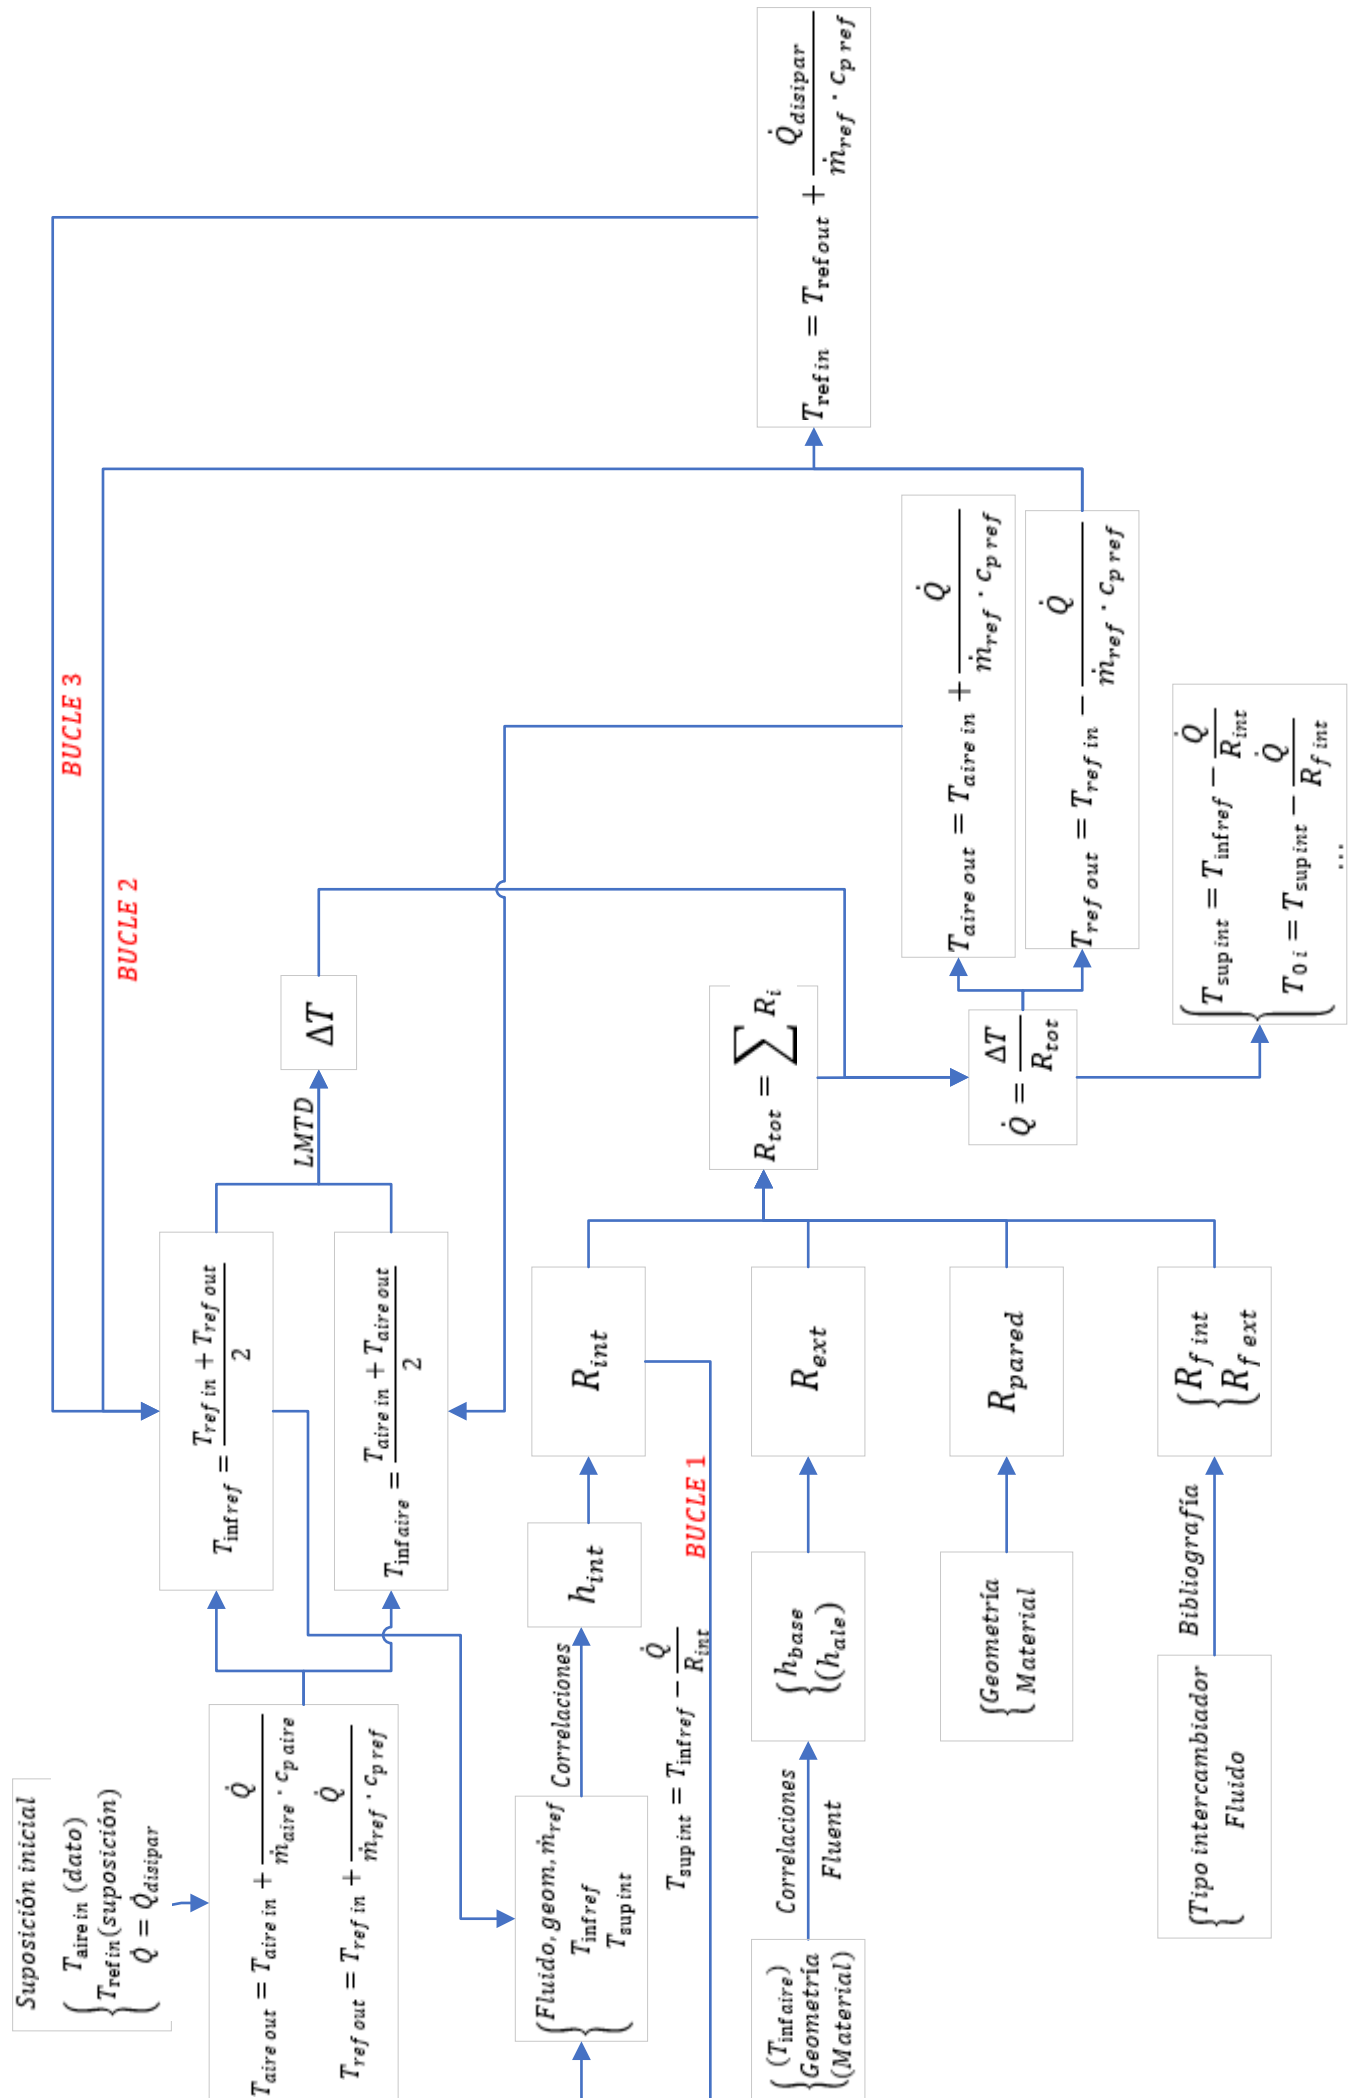 Suposición inicial
T_aire in (dato)
T_ref in (suposición)
Q̇ = Q̇_disipar
T_aire out = T_aire in + Q̇ / (ṁ_aire · c_p aire)
T_ref out = T_ref in + Q̇ / (ṁ_ref · c_p ref)
T_inf ref = (T_ref in + T_ref out) / 2
T_inf aire = (T_aire in + T_aire out) / 2
LMTD
ΔT
BUCLE 3
BUCLE 2
Fluido, geom, ṁ_ref
T_inf ref
T_sup int
Correlaciones
h_int
R_int
T_sup int = T_inf ref − Q̇ / R_int
BUCLE 1
(T_inf aire)
Geometría
(Material)
Correlaciones
Fluent
h_base
(h_ale)
R_ext
Geometría
Material
R_pared
Tipo intercambiador
Fluido
Bibliografía
R_f int
R_f ext
R_tot = ∑ R_i
Q̇ = ΔT / R_tot
T_aire out = T_aire in + Q̇ / (ṁ_ref · c_p ref)
T_ref out = T_ref in − Q̇ / (ṁ_ref · c_p ref)
T_sup int = T_inf ref − Q̇ / R_int
T_0 i = T_sup int − Q̇ / R_f int
...
T_ref in = T_ref out + Q̇_disipar / (ṁ_ref · c_p ref)